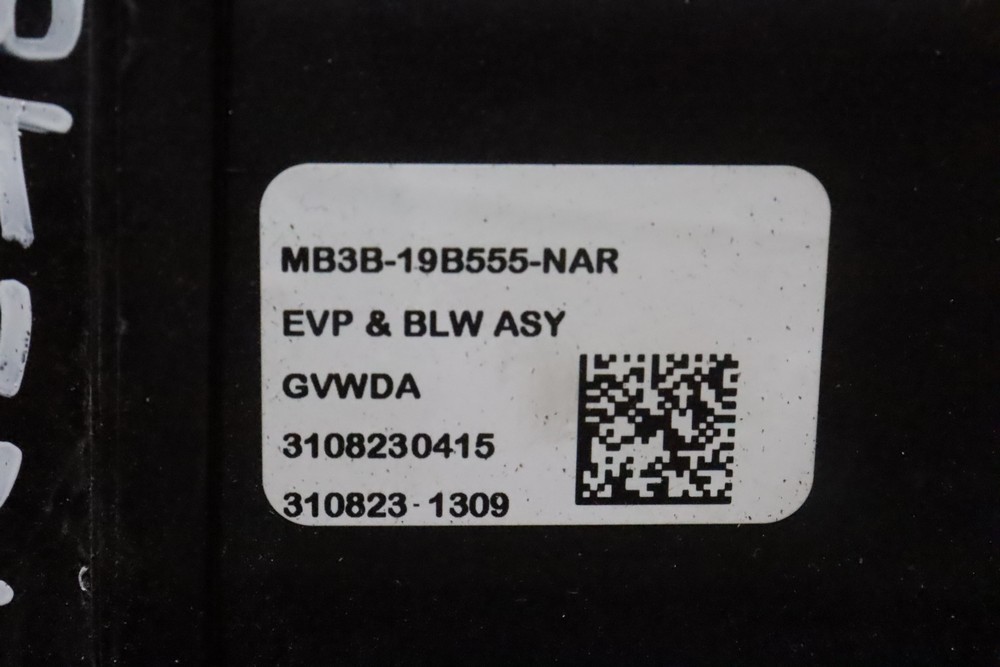 MB3B-19B555-NAR
EVP & BLW ASY
GVWDA
3108230415
310823-1309